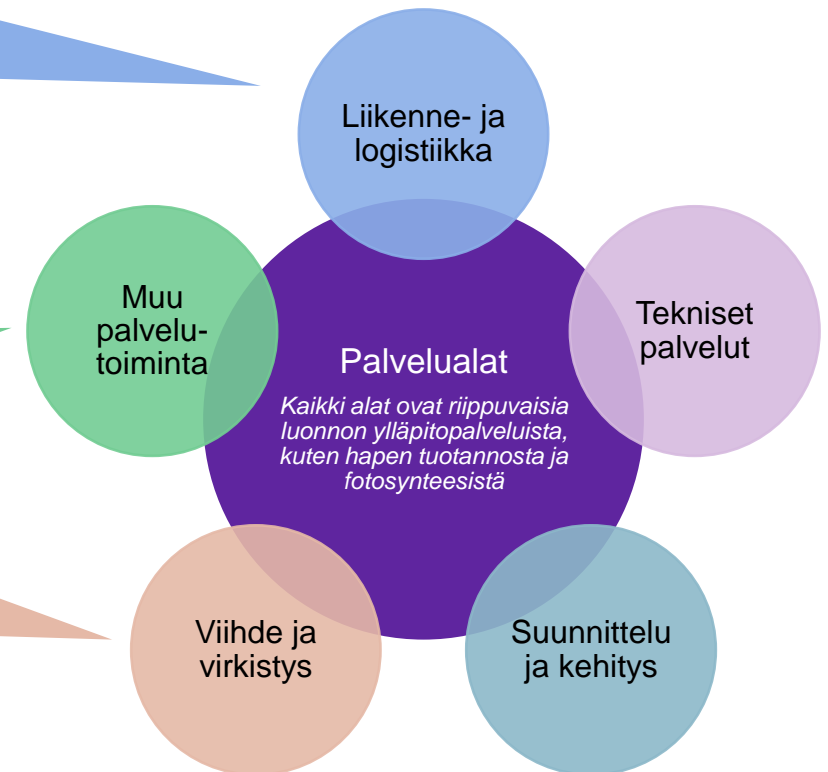 Liikenne- ja
logistiikka
Muu
palvelu-
toiminta
Tekniset
palvelut
Palvelualat
Kaikki alat ovat riippuvaisia
luonnon ylläpitopalveluista,
kuten hapen tuotannosta ja
fotosynteesistä
Viihde ja
virkistys
Suunnittelu
ja kehitys